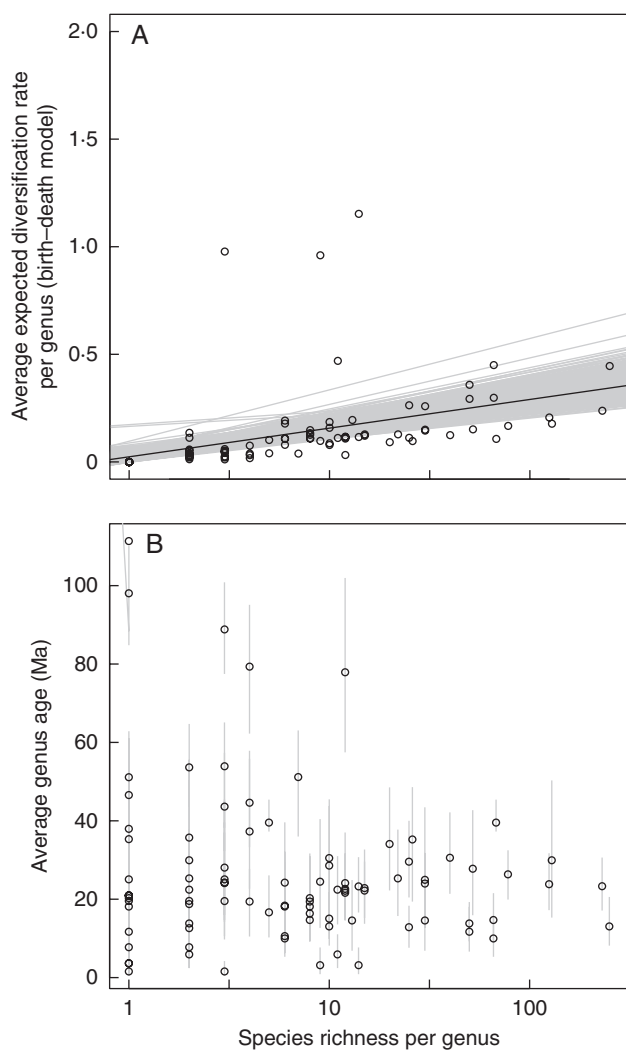 A
2·0
1·5
1·0
0·5
0
Average expected diversification rate
per genus (birth–death model)
B
100
80
60
40
20
0
Average genus age (Ma)
1
10
100
Species richness per genus